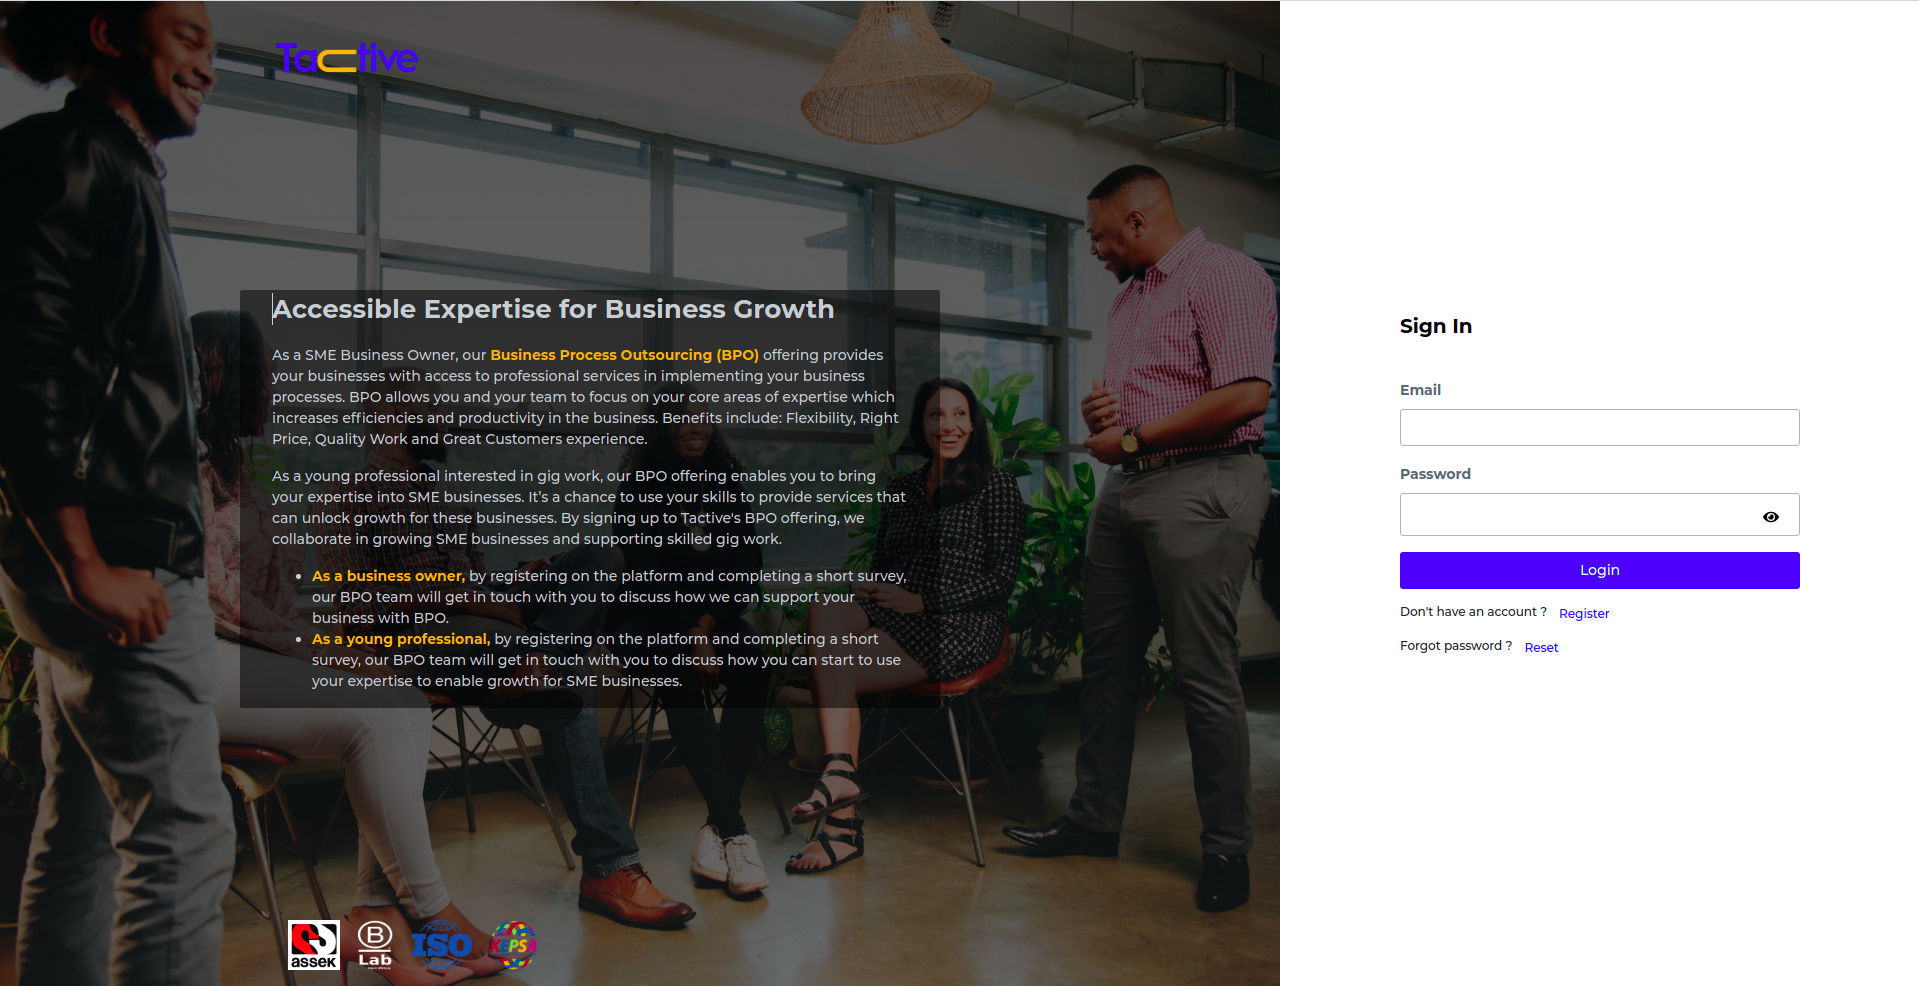 Tactive
Accessible Expertise for Business Growth
As a SME Business Owner, our Business Process Outsourcing (BPO) offering provides
your businesses with access to professional services in implementing your business
processes. BPO allows you and your team to focus on your core areas of expertise which
increases efficiencies and productivity in the business. Benefits include: Flexibility, Right
Price, Quality Work and Great Customers experience.
As a young professional interested in gig work, our BPO offering enables you to bring
your expertise into SME businesses. It's a chance to use your skills to provide services that
can unlock growth for these businesses. By signing up to Tactive's BPO offering, we
collaborate in growing SME businesses and supporting skilled gig work.
As a business owner, by registering on the platform and completing a short survey,
our BPO team will get in touch with you to discuss how we can support your
business with BPO.
As a young professional, by registering on the platform and completing a short
survey, our BPO team will get in touch with you to discuss how you can start to use
your expertise to enable growth for SME businesses.
ASSEK
B
Lab
ISO
KEPSA
Sign In
Email
Password
Login
Don't have an account ? Register
Forgot password ? Reset